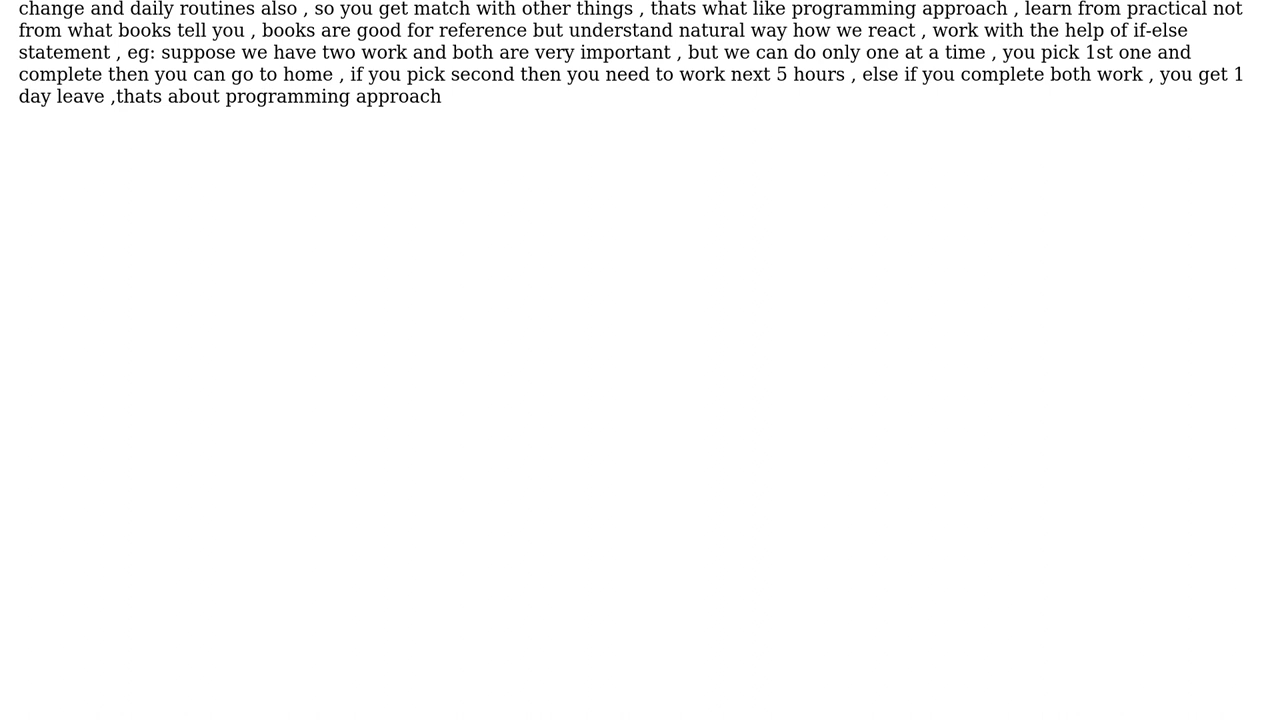 change and daily routines also , so you get match with other things , thats what like programming approach , learn from practical not
from what books tell you , books are good for reference but understand natural way how we react , work with the help of if-else
statement , eg: suppose we have two work and both are very important , but we can do only one at a time , you pick 1st one and
complete then you can go to home , if you pick second then you need to work next 5 hours , else if you complete both work , you get 1
day leave ,thats about programming approach